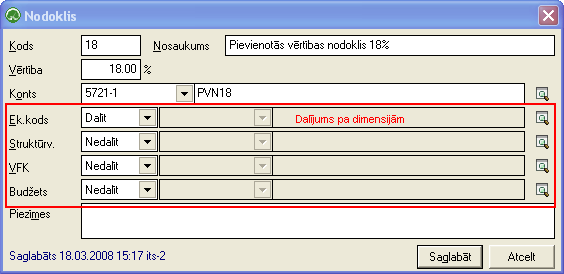 Nodoklis
Kods 18 Nosaukums Pievienotās vērtības nodoklis 18%
Vērtība 18.00 %
Konts 5721-1 PVN18
Ek.kods Dalīt Dalījums pa dimensijām
Struktūrv. Nedalīt
VFK Nedalīt
Budžets Nedalīt
Piezīmes
Saglabāts 18.03.2008 15:17 its-2 Saglabāt Atcelt